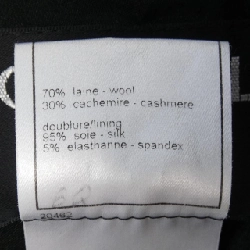 70% laine - wool
30% cachemire - cashmere
doublure/lining
95% soie - silk
5% elasthanne - spandex